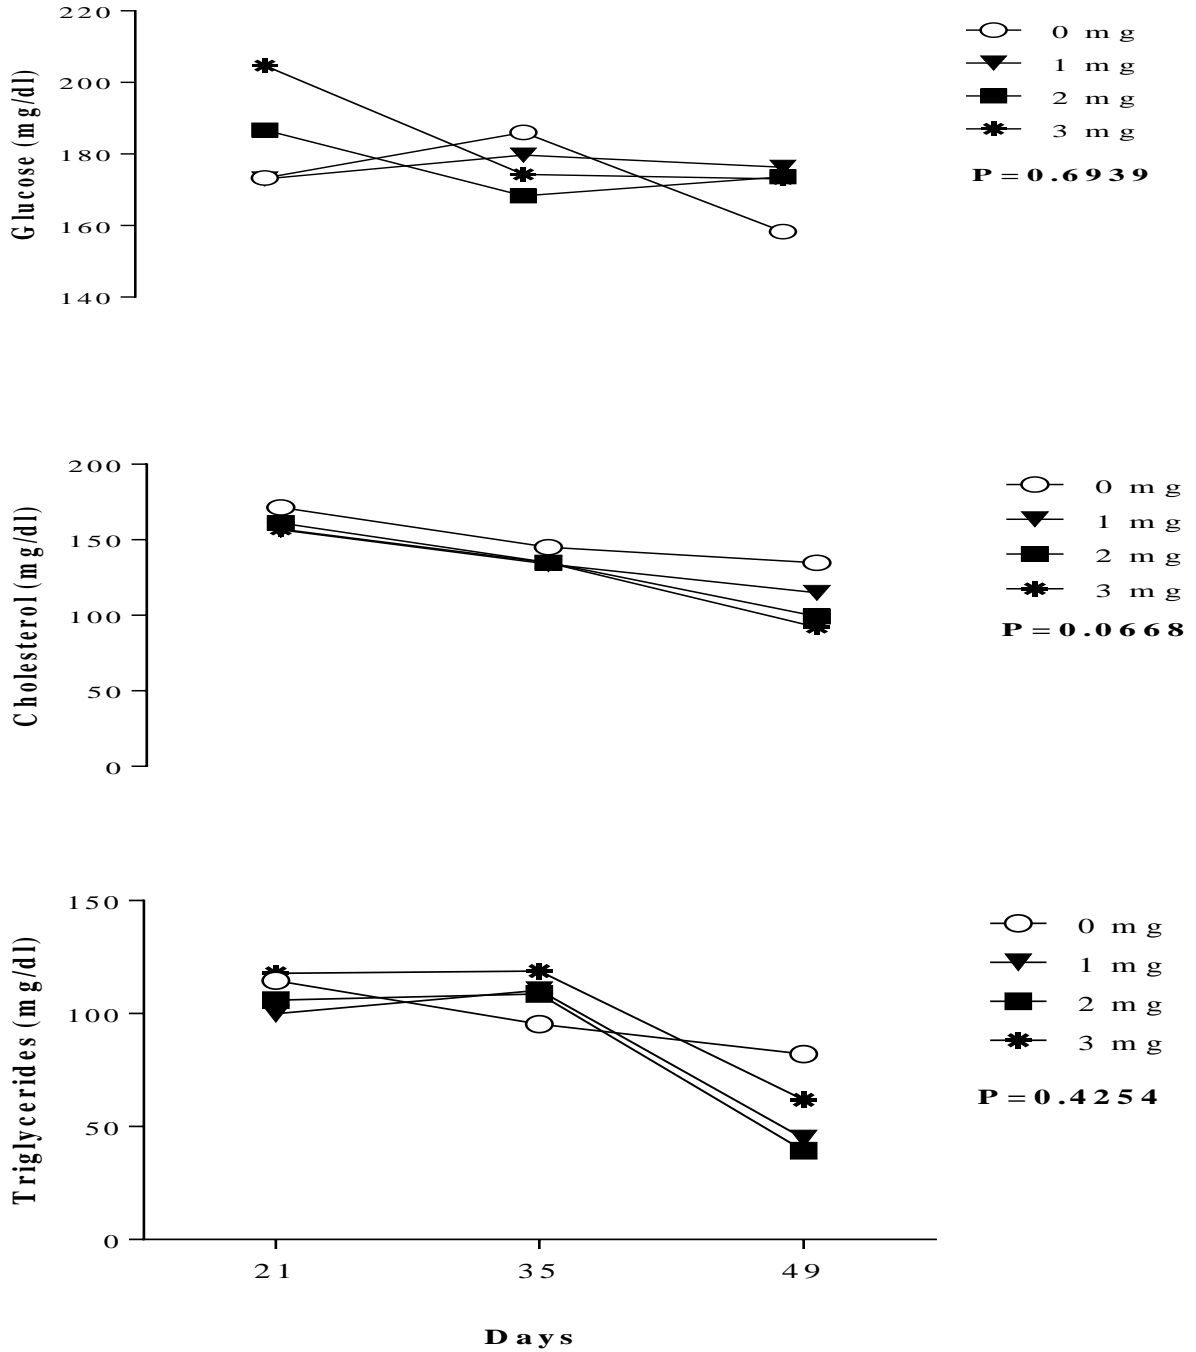 Glucose (mg/dl)
220
200
180
160
140
0 mg
1 mg
2 mg
3 mg
P=0.6939
Cholesterol (mg/dl)
200
150
100
50
0
0 mg
1 mg
2 mg
3 mg
P=0.0668
Triglycerides (mg/dl)
150
100
50
0
0 mg
1 mg
2 mg
3 mg
P=0.4254
21 35 49
Days